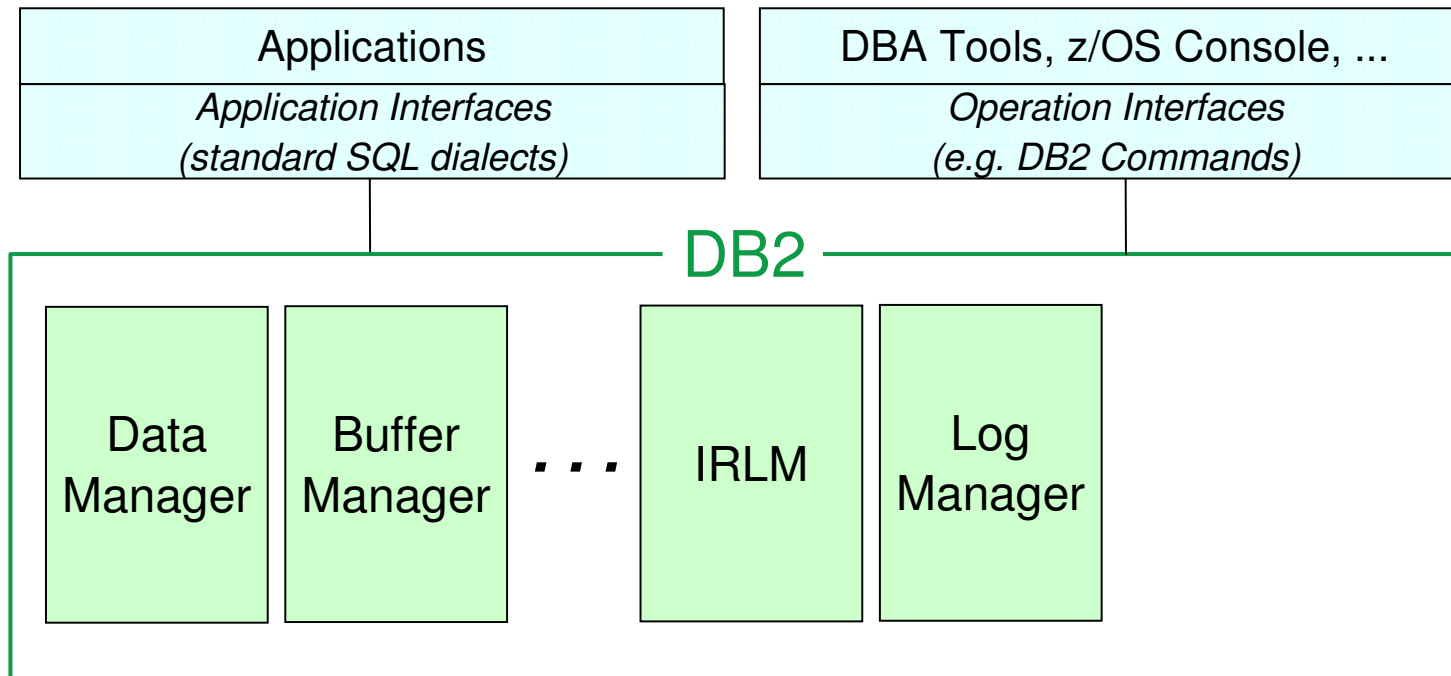 Applications
Application Interfaces
(standard SQL dialects)
DBA Tools, z/OS Console, ...
Operation Interfaces
(e.g. DB2 Commands)
DB2
Data
Manager
Buffer
Manager
...
IRLM
Log
Manager